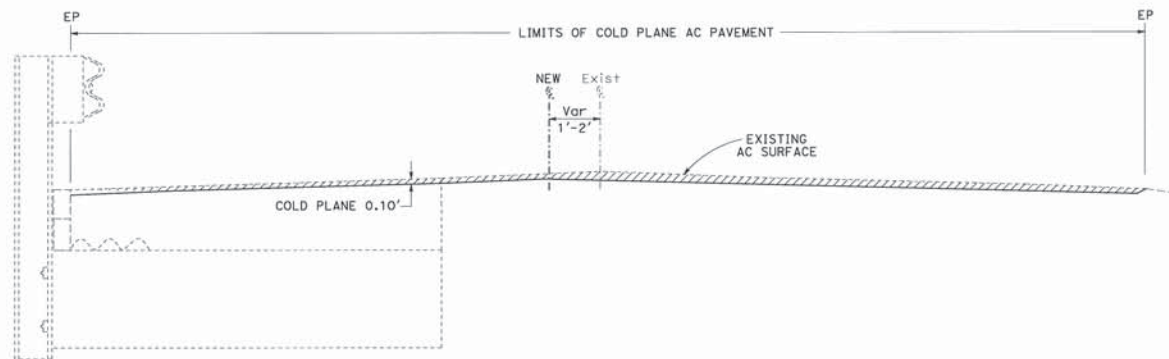 EP
EP
LIMITS OF COLD PLANE AC PAVEMENT
NEW Exist
Var
1'-2'
EXISTING
AC SURFACE
COLD PLANE 0.10'